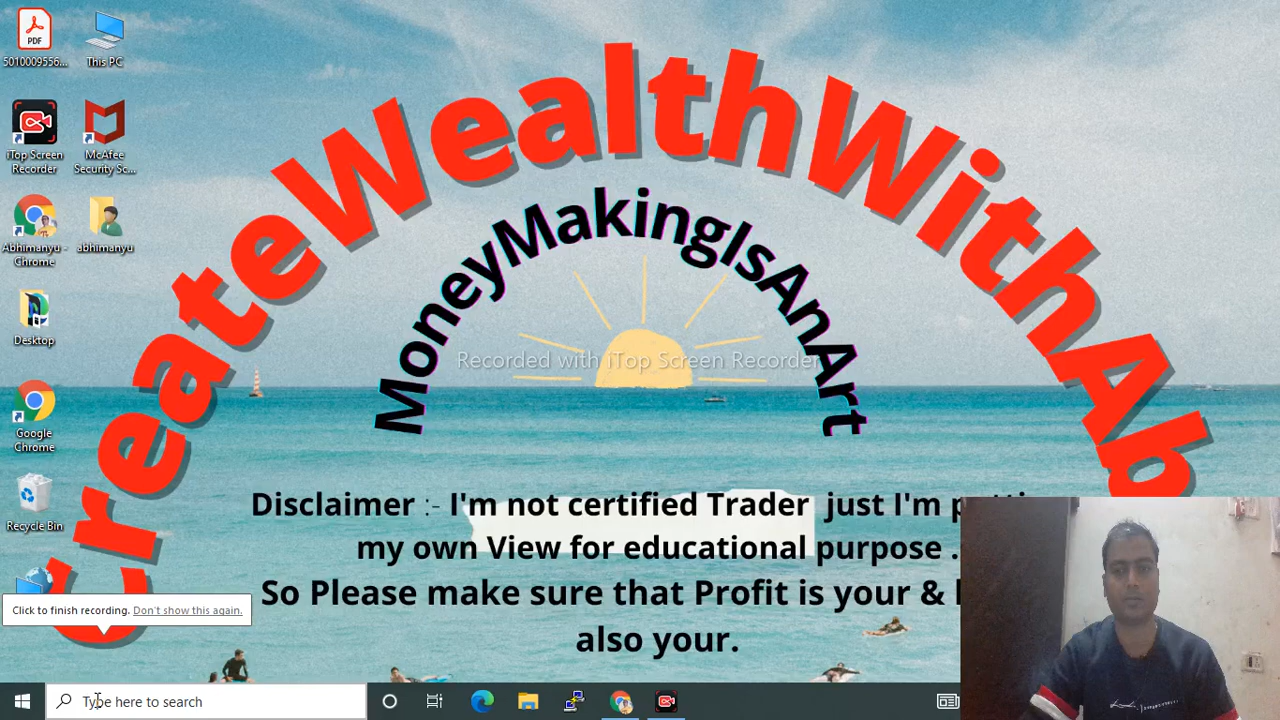 CreateWealthWithAb
MoneyMakingIsAnArt
Recorded with iTop Screen Recorder
Disclaimer :- I'm not certified Trader just I'm
my own View for educational purpose .
So Please make sure that Profit is your &
also your.
5010009556...
This PC
iTop Screen
Recorder
McAfee
Security Sc...
Abhimanyu -
Chrome
abhimanyu
Desktop
Google
Chrome
Recycle Bin
Click to finish recording. Don't show this again.
Type here to search
PDF